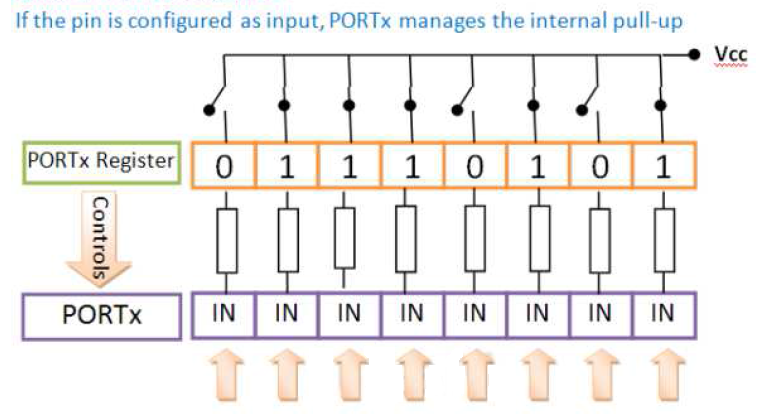 If the pin is configured as input, PORTx manages the internal pull-up
Vcc
PORTx Register 0 1 1 1 0 1 0 1
Controls
PORTx IN IN IN IN IN IN IN IN